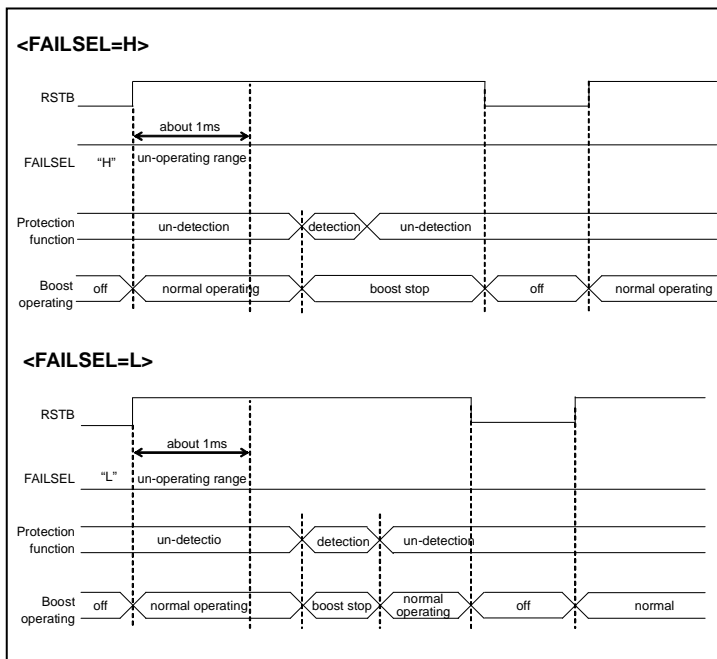 <FAILSEL=H>
RSTB
about 1ms
FAILSEL “H” un-operating range
Protection
function
un-detection detection un-detection
Boost
operating
off normal operating boost stop off normal operating
<FAILSEL=L>
RSTB
about 1ms
FAILSEL “L” un-operating range
Protection
function
un-detectio detection un-detection
Boost
operating
off normal operating boost stop normal
operating off normal